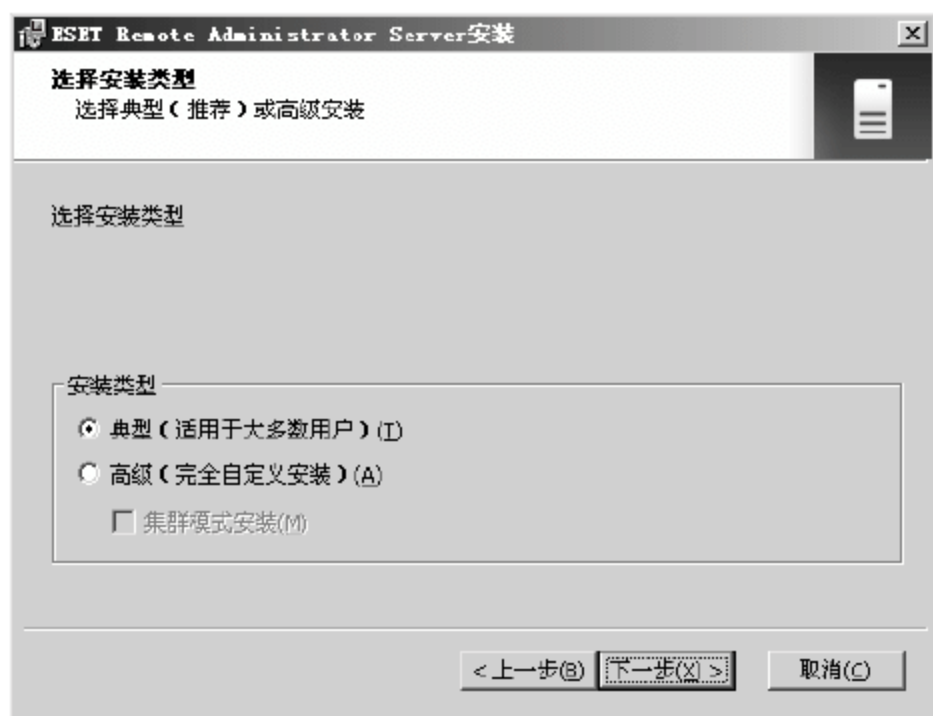 ESET Remote Administrator Server安装
选择安装类型
选择典型(推荐)或高级安装
选择安装类型
安装类型
典型(适用于大多数用户)(T)
高级(完全自定义安装)(A)
集群模式安装(M)
<上一步(B) 下一步(X) > 取消(C)